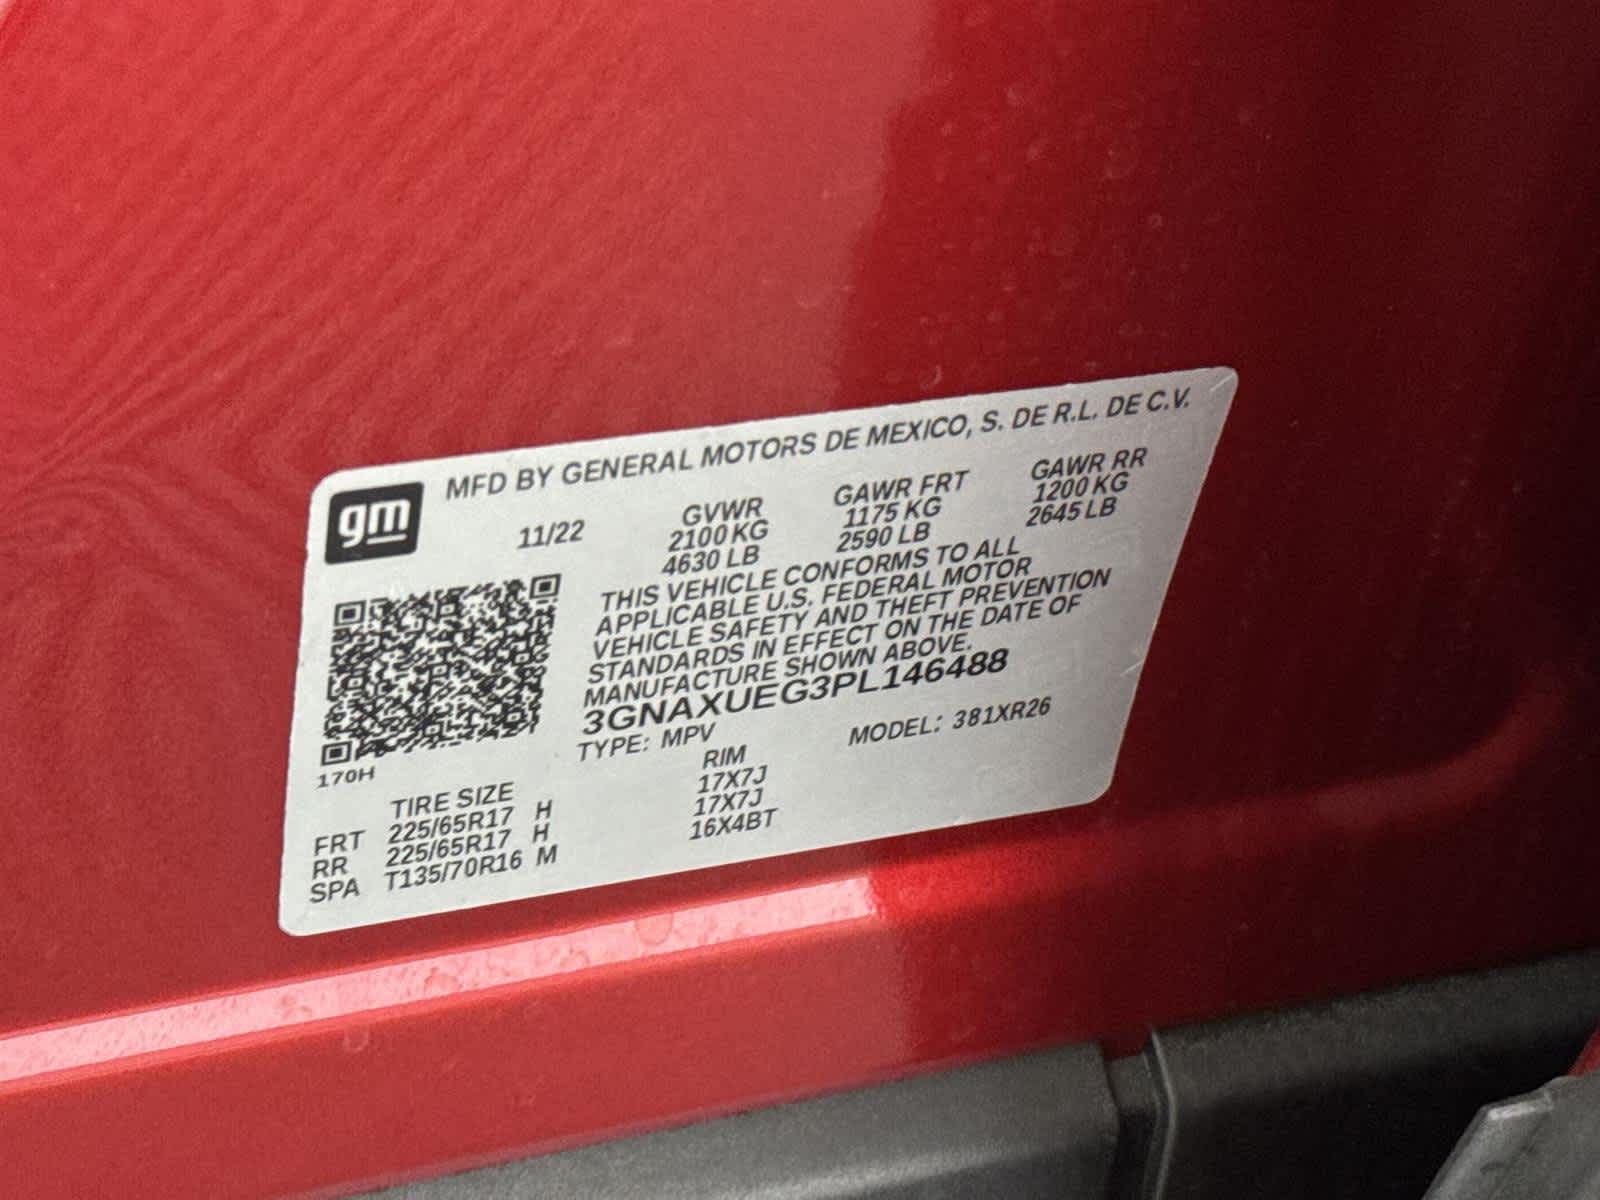 MFD BY GENERAL MOTORS DE MEXICO, S. DE R.L. DE C.V.
gm
11/22
GVWR GAWR FRT GAWR RR
2100 KG 1175 KG 1200 KG
4630 LB 2590 LB 2645 LB
THIS VEHICLE CONFORMS TO ALL
APPLICABLE U.S. FEDERAL MOTOR
VEHICLE SAFETY AND THEFT PREVENTION
STANDARDS IN EFFECT ON THE DATE OF
MANUFACTURE SHOWN ABOVE.
3GNAXUEG3PL146488
TYPE: MPV MODEL: 381XR26
170H
TIRE SIZE RIM
FRT 225/65R17 H 17X7J
RR 225/65R17 H 17X7J
SPA T135/70R16 M 16X4BT